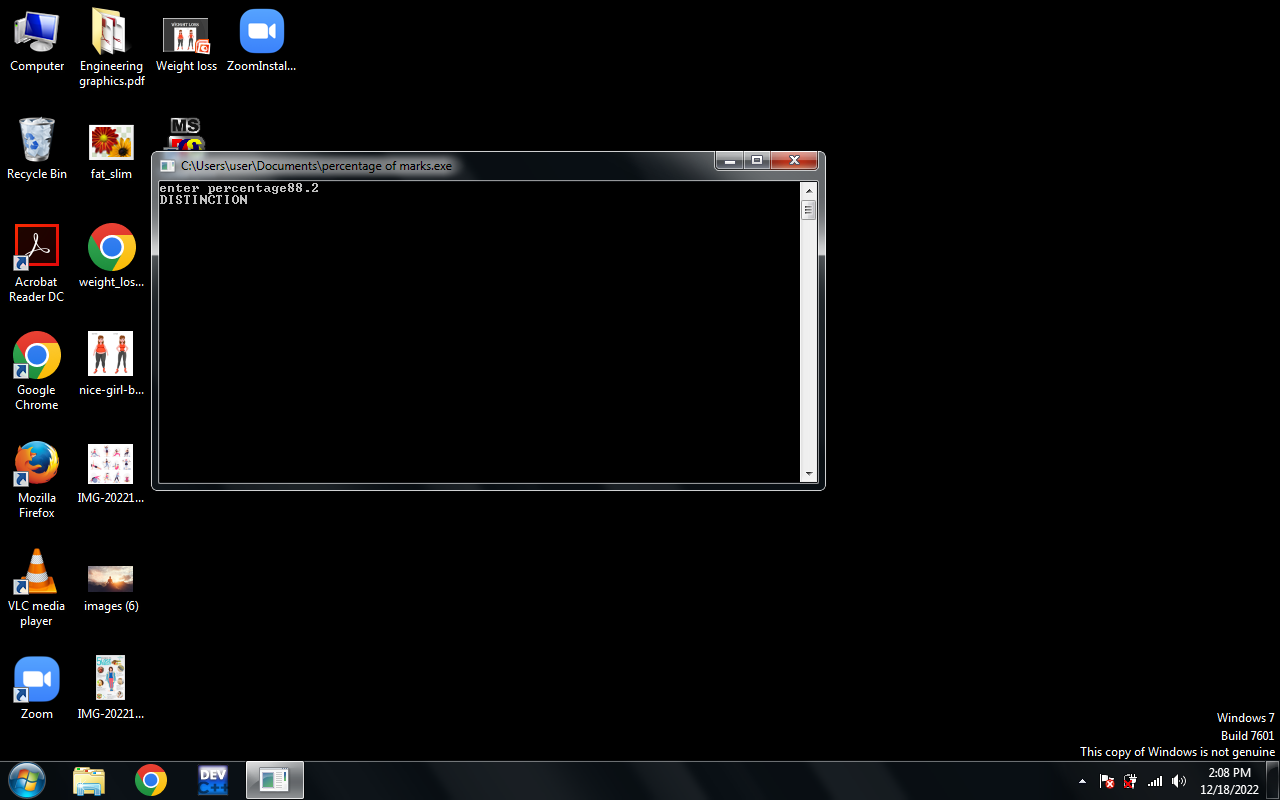 Computer
Engineering
graphics.pdf
Weight loss
ZoomInstal...
Recycle Bin
fat_slim
MS
C:\Users\user\Documents\percentage of marks.exe
enter percentage88.2
DISTINCTION
Acrobat
Reader DC
weight_los...
Google
Chrome
nice-girl-b...
Mozilla
Firefox
IMG-20221...
VLC media
player
images (6)
Zoom
IMG-20221...
Windows 7
Build 7601
This copy of Windows is not genuine
DEV
C++
2:08 PM
12/18/2022
WEIGHT LOSS